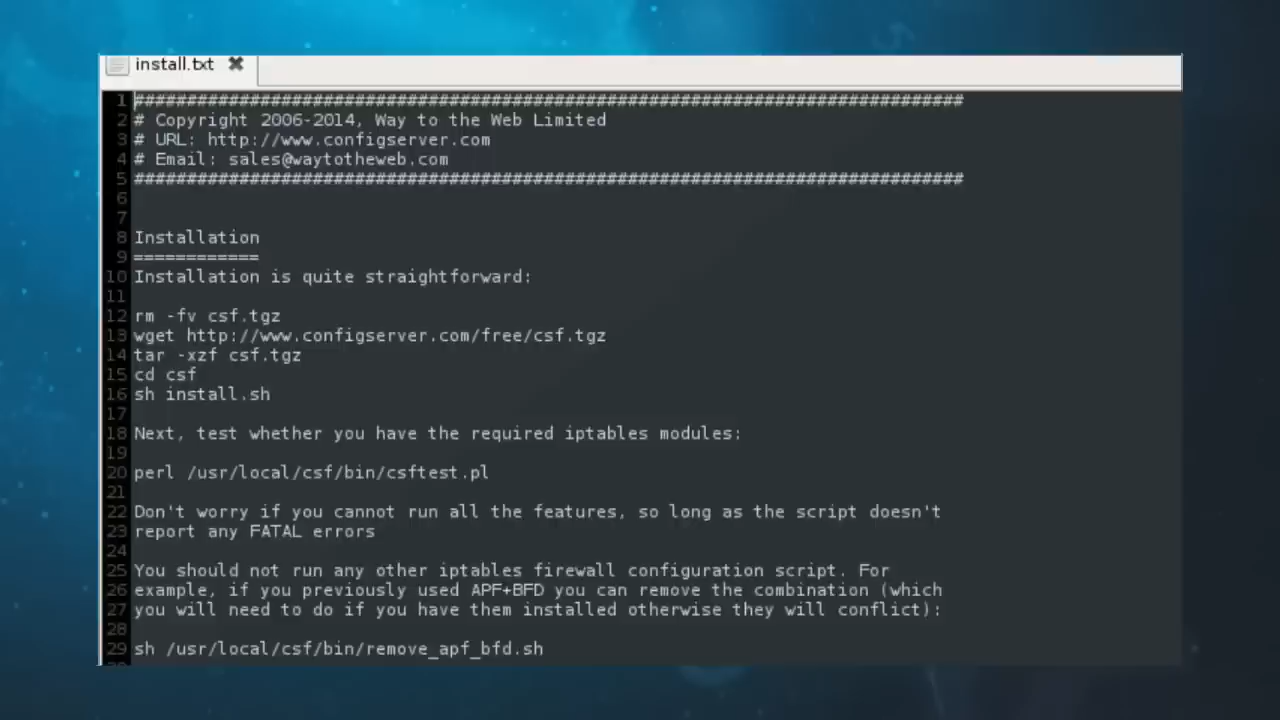 install.txt
1 ###############################################################################
2 # Copyright 2006-2014, Way to the Web Limited
3 # URL: http://www.configserver.com
4 # Email: sales@waytotheweb.com
5 ###############################################################################
6
7
8 Installation
9 ============
10 Installation is quite straightforward:
11
12 rm -fv csf.tgz
13 wget http://www.configserver.com/free/csf.tgz
14 tar -xzf csf.tgz
15 cd csf
16 sh install.sh
17
18 Next, test whether you have the required iptables modules:
19
20 perl /usr/local/csf/bin/csftest.pl
21
22 Don't worry if you cannot run all the features, so long as the script doesn't
23 report any FATAL errors
24
25 You should not run any other iptables firewall configuration script. For
26 example, if you previously used APF+BFD you can remove the combination (which
27 you will need to do if you have them installed otherwise they will conflict):
28
29 sh /usr/local/csf/bin/remove_apf_bfd.sh